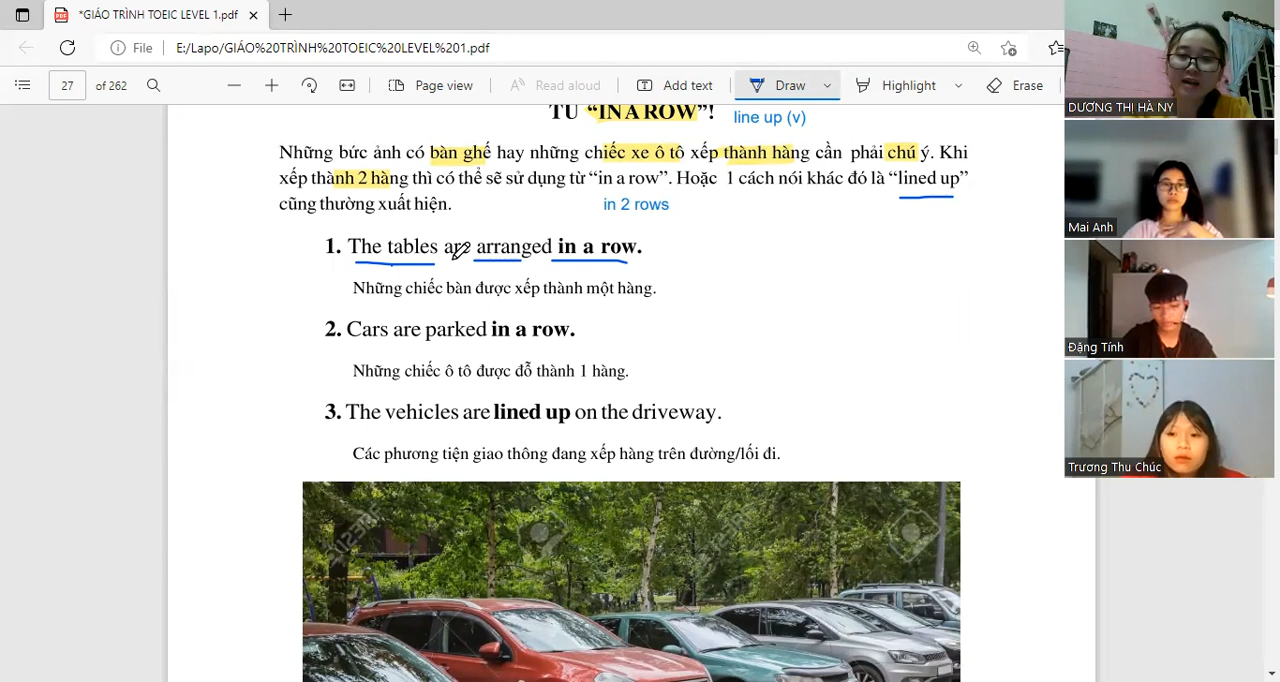 *GIÁO TRÌNH TOEIC LEVEL 1.pdf
File E:/Lapo/GIÁO%20TRÌNH%20TOEIC%20LEVEL%201.pdf
27 of 262 Page view Read aloud Add text Draw Highlight Erase
TỪ “IN A ROW”! line up (v)
Những bức ảnh có bàn ghế hay những chiếc xe ô tô xếp thành hàng cần phải chú ý. Khi
xếp thành 2 hàng thì có thể sẽ sử dụng từ “in a row”. Hoặc 1 cách nói khác đó là “lined up”
cũng thường xuất hiện. in 2 rows
1. The tables are arranged in a row.
Những chiếc bàn được xếp thành một hàng.
2. Cars are parked in a row.
Những chiếc ô tô được đỗ thành 1 hàng.
3. The vehicles are lined up on the driveway.
Các phương tiện giao thông đang xếp hàng trên đường/lối đi.
123RF
123RF
DƯƠNG THỊ HÀ NY
Mai Anh
Đặng Tính
Trương Thu Chúc